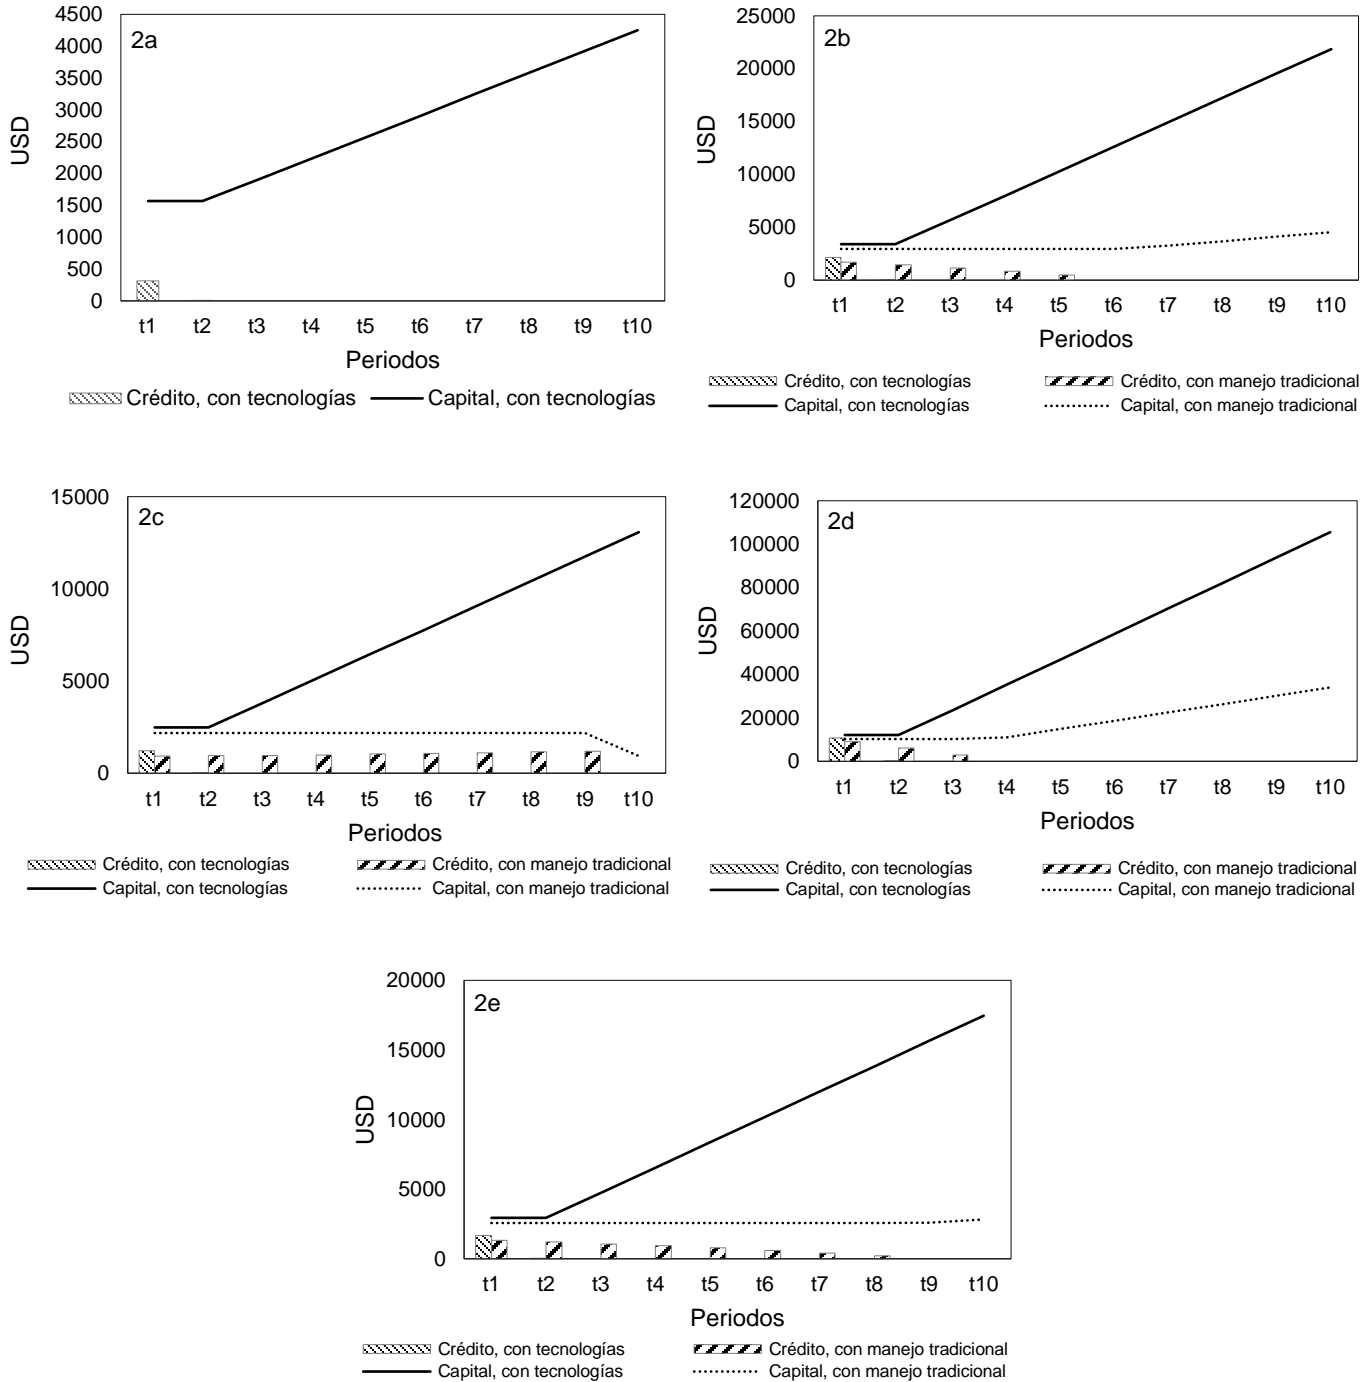 2a
4500
4000
3500
3000
2500
2000
1500
1000
500
0
USD
t1 t2 t3 t4 t5 t6 t7 t8 t9 t10
Periodos
Crédito, con tecnologías Capital, con tecnologías
2b
25000
20000
15000
10000
5000
0
USD
t1 t2 t3 t4 t5 t6 t7 t8 t9 t10
Periodos
Crédito, con tecnologías Crédito, con manejo tradicional
Capital, con tecnologías Capital, con manejo tradicional
2c
15000
10000
5000
0
USD
t1 t2 t3 t4 t5 t6 t7 t8 t9 t10
Periodos
Crédito, con tecnologías Crédito, con manejo tradicional
Capital, con tecnologías Capital, con manejo tradicional
2d
120000
100000
80000
60000
40000
20000
0
USD
t1 t2 t3 t4 t5 t6 t7 t8 t9 t10
Periodos
Crédito, con tecnologías Crédito, con manejo tradicional
Capital, con tecnologías Capital, con manejo tradicional
2e
20000
15000
10000
5000
0
USD
t1 t2 t3 t4 t5 t6 t7 t8 t9 t10
Periodos
Crédito, con tecnologías Crédito, con manejo tradicional
Capital, con tecnologías Capital, con manejo tradicional